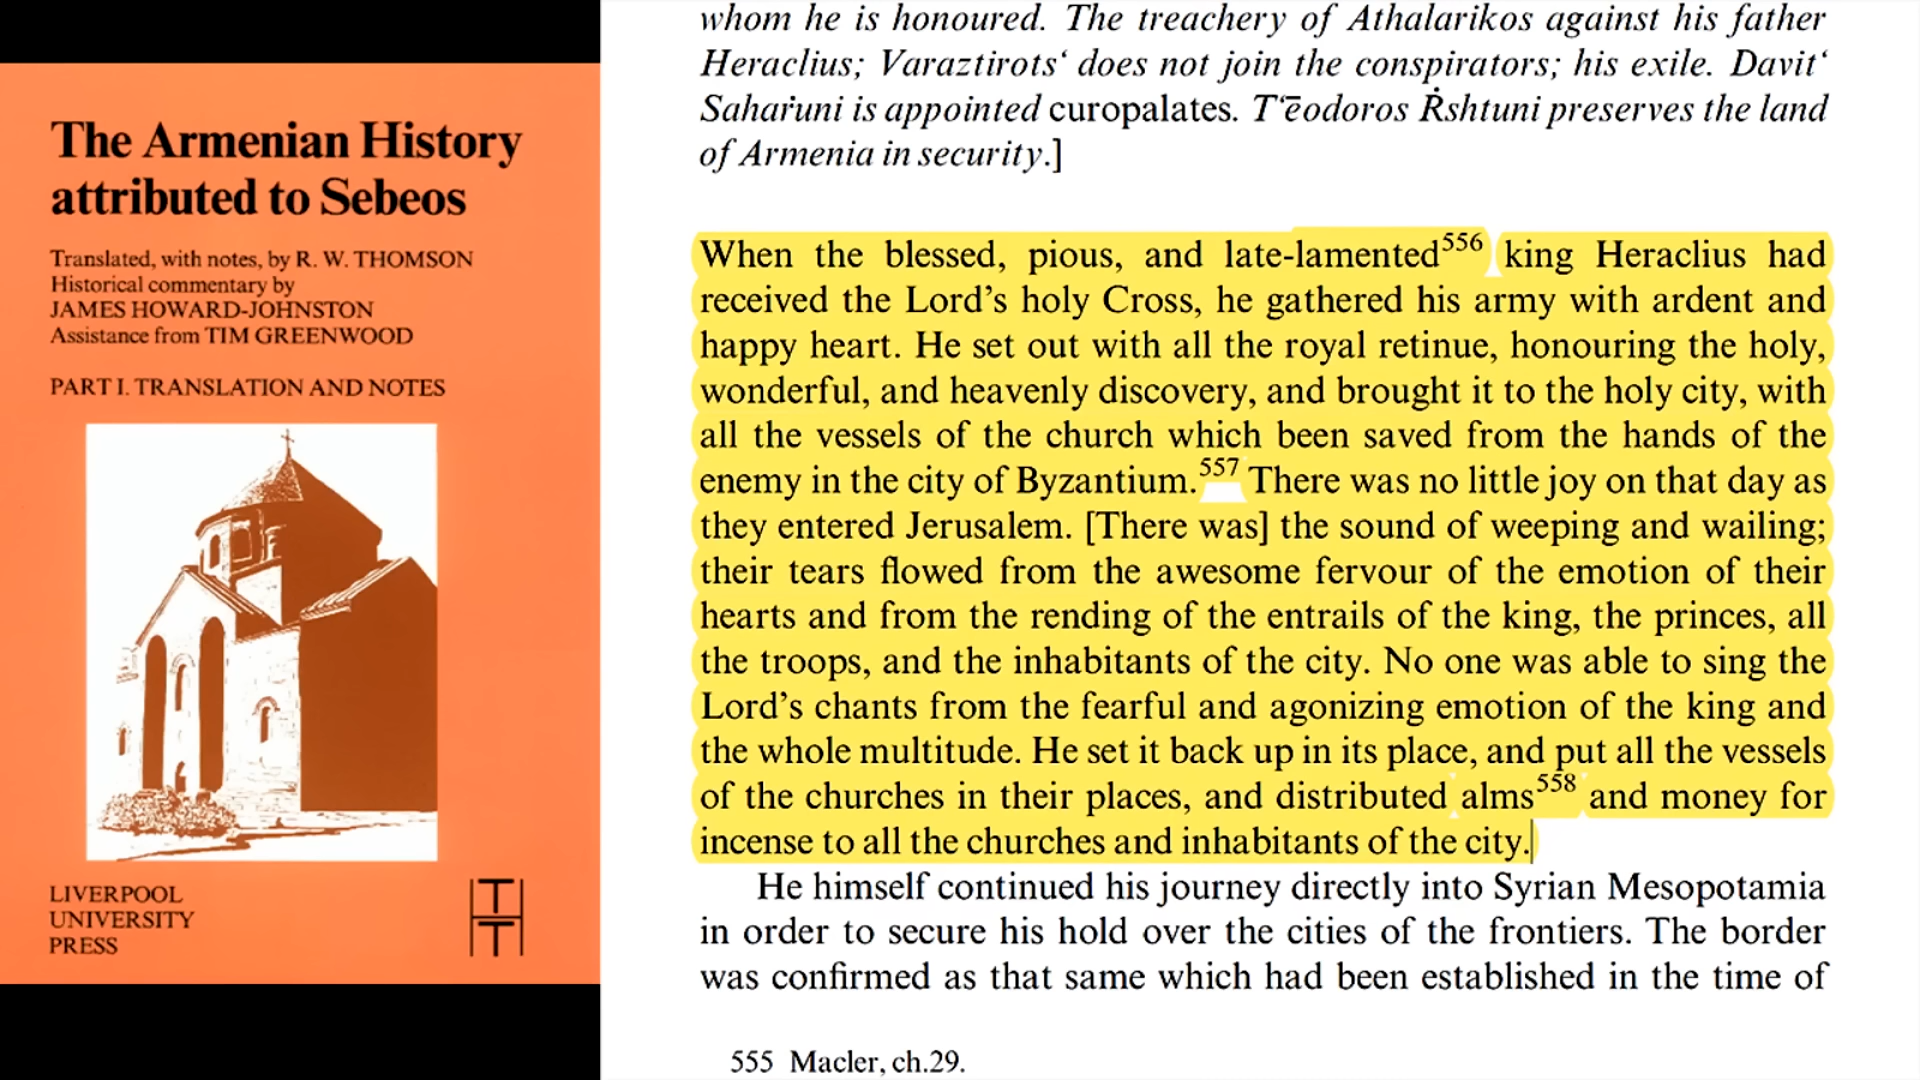 The Armenian History
attributed to Sebeos
Translated, with notes, by R. W. THOMSON
Historical commentary by
JAMES HOWARD-JOHNSTON
Assistance from TIM GREENWOOD
PART I. TRANSLATION AND NOTES
LIVERPOOL
UNIVERSITY
PRESS
TT
whom he is honoured. The treachery of Athalarikos against his father
Heraclius; Varaztirots‘ does not join the conspirators; his exile. Davit‘
Sahaṙuni is appointed curopalates. T‘ēodoros Ṙshtuni preserves the land
of Armenia in security.]
When the blessed, pious, and late-lamented556 king Heraclius had
received the Lord’s holy Cross, he gathered his army with ardent and
happy heart. He set out with all the royal retinue, honouring the holy,
wonderful, and heavenly discovery, and brought it to the holy city, with
all the vessels of the church which been saved from the hands of the
enemy in the city of Byzantium.557 There was no little joy on that day as
they entered Jerusalem. [There was] the sound of weeping and wailing;
their tears flowed from the awesome fervour of the emotion of their
hearts and from the rending of the entrails of the king, the princes, all
the troops, and the inhabitants of the city. No one was able to sing the
Lord’s chants from the fearful and agonizing emotion of the king and
the whole multitude. He set it back up in its place, and put all the vessels
of the churches in their places, and distributed alms558 and money for
incense to all the churches and inhabitants of the city.
He himself continued his journey directly into Syrian Mesopotamia
in order to secure his hold over the cities of the frontiers. The border
was confirmed as that same which had been established in the time of
555 Macler, ch.29.